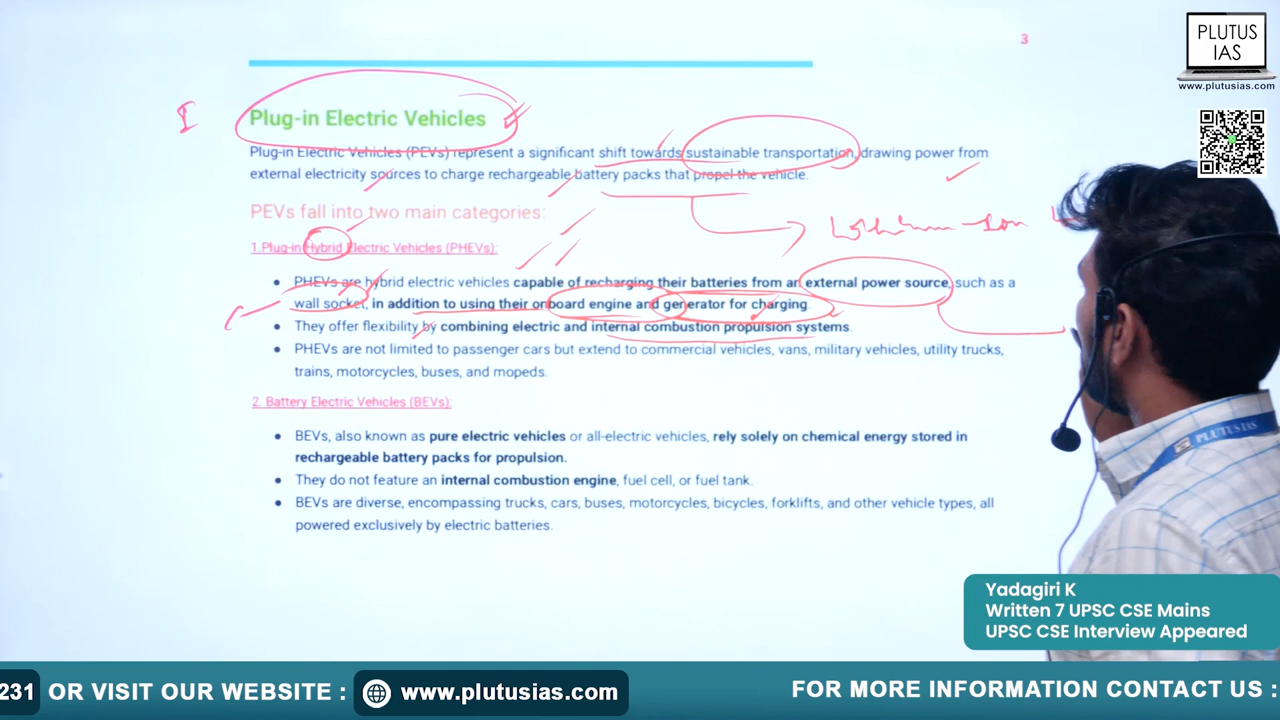 3
PLUTUS
IAS
www.plutusias.com
I
Plug-in Electric Vehicles
Plug-in Electric Vehicles (PEVs) represent a significant shift towards sustainable transportation, drawing power from
external electricity sources to charge rechargeable battery packs that propel the vehicle.
PEVs fall into two main categories:
1.Plug-in Hybrid Electric Vehicles (PHEVs):
• PHEVs are hybrid electric vehicles capable of recharging their batteries from an external power source, such as a
wall socket, in addition to using their onboard engine and generator for charging.
• They offer flexibility by combining electric and internal combustion propulsion systems.
• PHEVs are not limited to passenger cars but extend to commercial vehicles, vans, military vehicles, utility trucks,
trains, motorcycles, buses, and mopeds.
2. Battery Electric Vehicles (BEVs):
• BEVs, also known as pure electric vehicles or all-electric vehicles, rely solely on chemical energy stored in
rechargeable battery packs for propulsion.
• They do not feature an internal combustion engine, fuel cell, or fuel tank.
• BEVs are diverse, encompassing trucks, cars, buses, motorcycles, bicycles, forklifts, and other vehicle types, all
powered exclusively by electric batteries.
PLUTUS IAS
Yadagiri K
Written 7 UPSC CSE Mains
UPSC CSE Interview Appeared
231 OR VISIT OUR WEBSITE : www.plutusias.com FOR MORE INFORMATION CONTACT US :